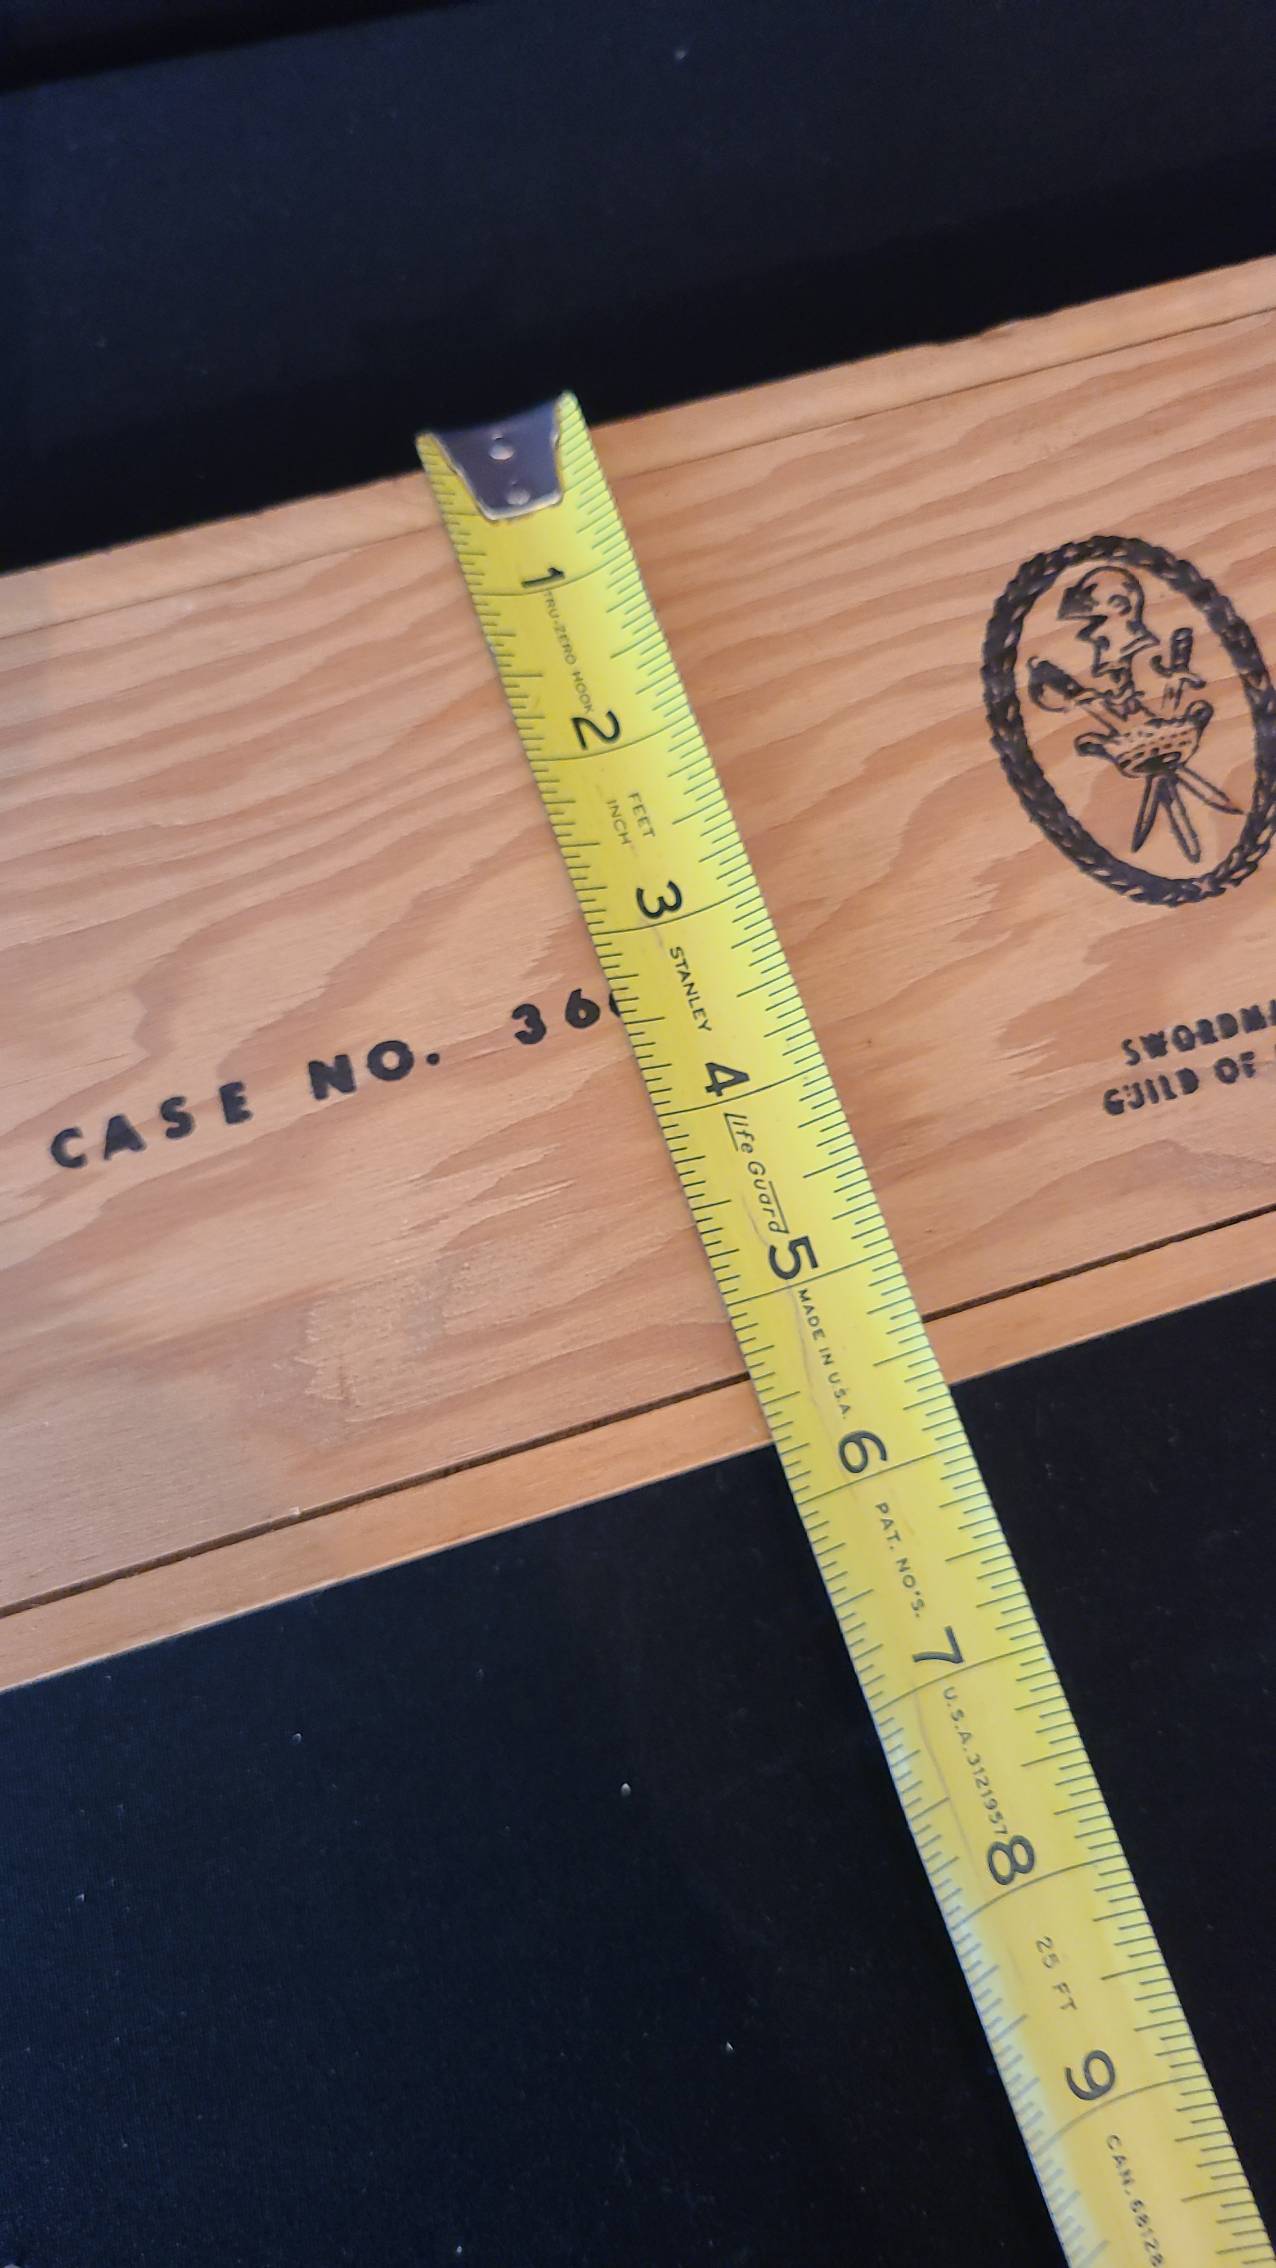 1
TRU-ZERO HOOK
2
FEET
INCH
3
STANLEY
4
life Guard
5
MADE IN U.S.A.
6
PAT. NO'S.
7
U.S.A. 3121957
8
25 FT
9
CASE NO. 36
GUILD OF